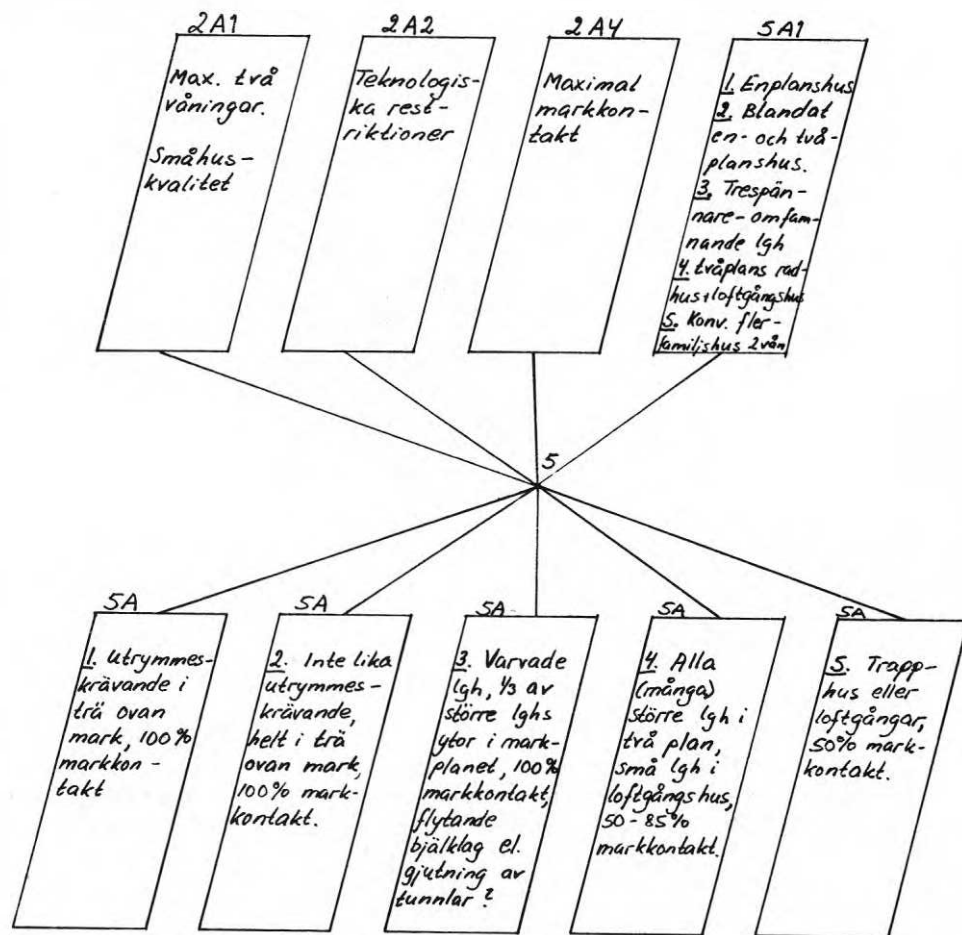 2A1
Max. två
våningar.
Småhus-
kvalitet
2A2
Teknologis-
ka rest-
riktioner
2A4
Maximal
markkon-
takt
5A1
1. Enplanshus
2. Blandat
en- och två-
planshus.
3. Trespän-
nare-omfam-
nande lgh
4. tvåplans rad-
hus+loftgångshus
5. Konv. fler-
familjshus 2 vån
5
5A
1. Utrymmes-
krävande i
trä ovan
mark, 100%
markkon-
takt
5A
2. Inte lika
utrymmes-
krävande,
helt i trä
ovan mark,
100% mark-
kontakt.
5A
3. Varvade
lgh, 1/3 av
större lghs
ytor i mark-
planet, 100%
markkontakt,
flytande
bjälklag el.
gjutning av
tunnlar?
5A
4. Alla
(många)
större lgh i
två plan,
små lgh i
loftgångshus,
50-85%
markkontakt.
5A
5. Trapp-
hus eller
loftgångar,
50% mark-
kontakt.